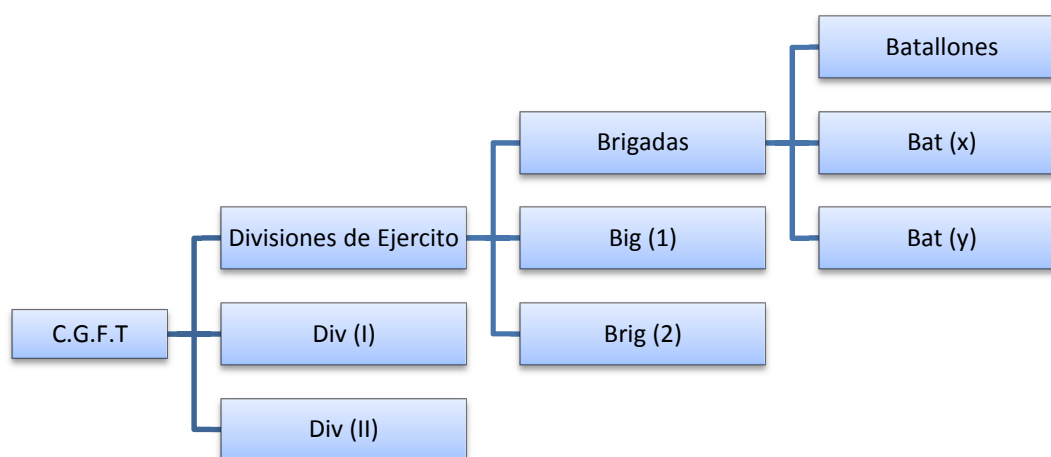 Batallones
Brigadas
Bat (x)
Divisiones de Ejercito
Big (1)
Bat (y)
C.G.F.T
Div (I)
Brig (2)
Div (II)